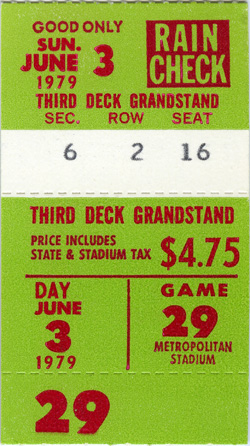 GOOD ONLY
SUN. JUNE 3 1979
RAIN CHECK
THIRD DECK GRANDSTAND
SEC. ROW SEAT
6 2 16
THIRD DECK GRANDSTAND
PRICE INCLUDES
STATE & STADIUM TAX $4.75
DAY
JUNE
3
1979
GAME
29
METROPOLITAN
STADIUM
29